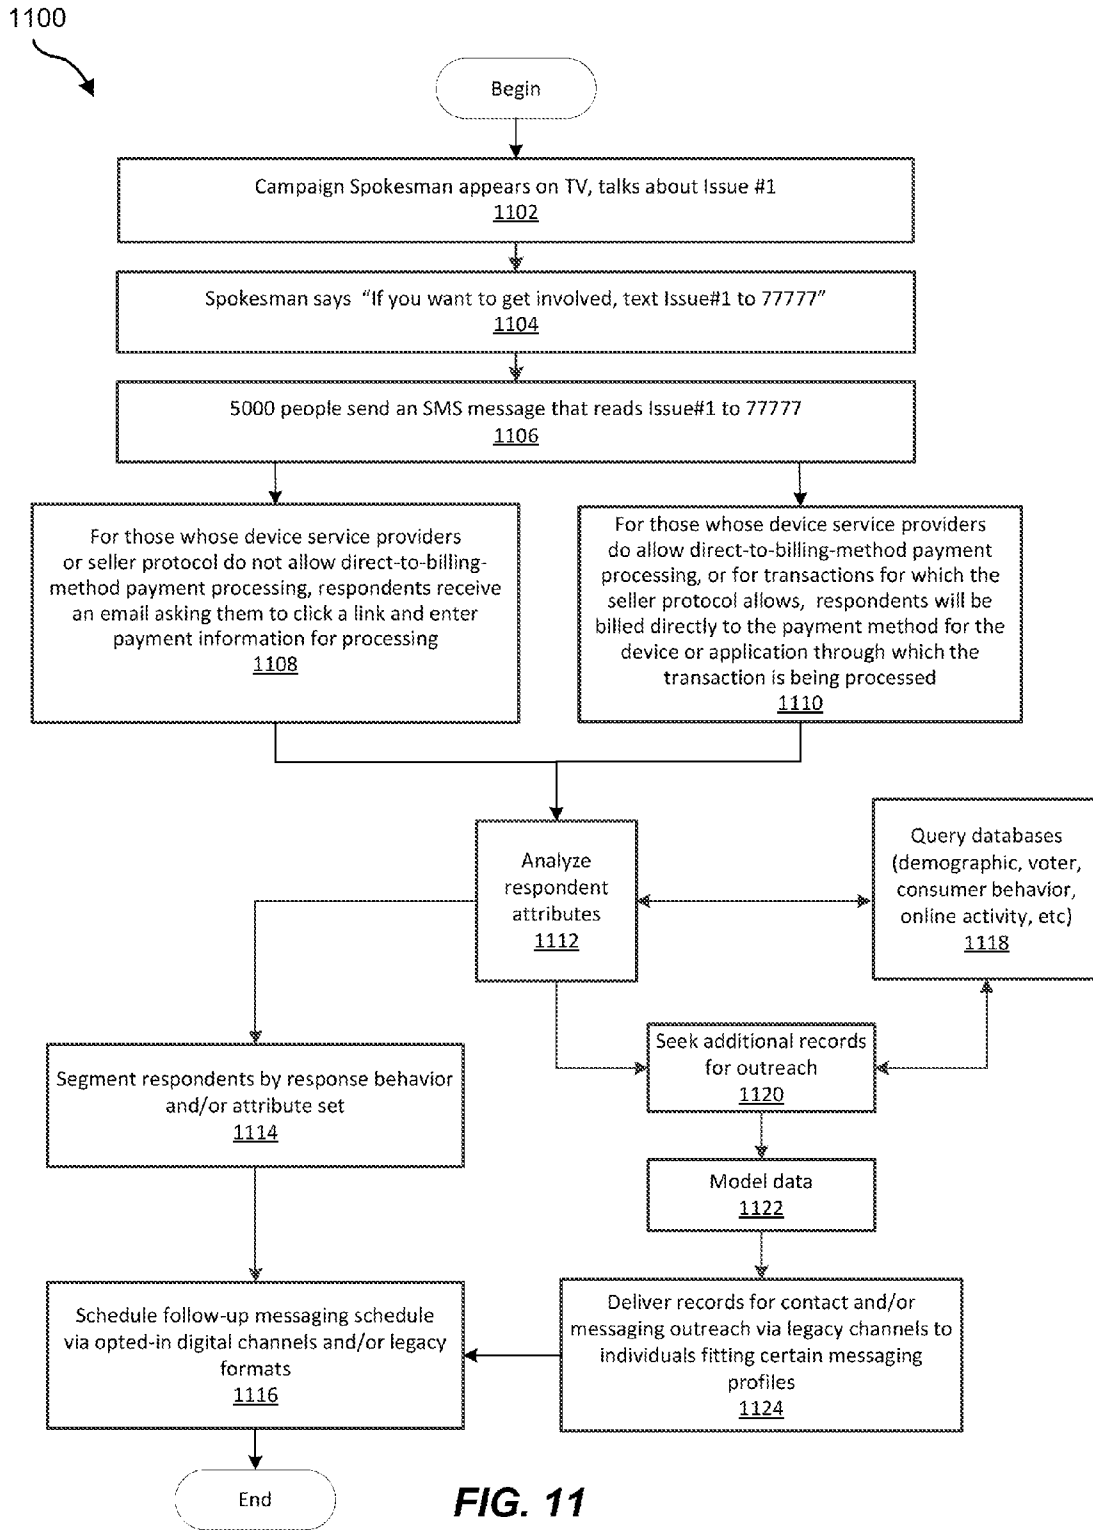 1100
Begin
Campaign Spokesman appears on TV, talks about Issue #1
1102
Spokesman says "If you want to get involved, text Issue#1 to 77777"
1104
5000 people send an SMS message that reads Issue#1 to 77777
1106
For those whose device service providers
or seller protocol do not allow direct-to-billing-
method payment processing, respondents receive
an email asking them to click a link and enter
payment information for processing
1108
For those whose device service providers
do allow direct-to-billing-method payment
processing, or for transactions for which the
seller protocol allows, respondents will be
billed directly to the payment method for the
device or application through which the
transaction is being processed
1110
Analyze
respondent
attributes
1112
Query databases
(demographic, voter,
consumer behavior,
online activity, etc)
1118
Segment respondents by response behavior
and/or attribute set
1114
Seek additional records
for outreach
1120
Model data
1122
Schedule follow-up messaging schedule
via opted-in digital channels and/or legacy
formats
1116
Deliver records for contact and/or
messaging outreach via legacy channels to
individuals fitting certain messaging
profiles
1124
End
FIG. 11